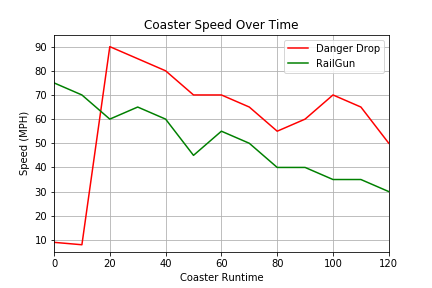 Coaster Speed Over Time
Danger Drop
RailGun
Speed (MPH)
90
80
70
60
50
40
30
20
10
0 20 40 60 80 100 120
Coaster Runtime